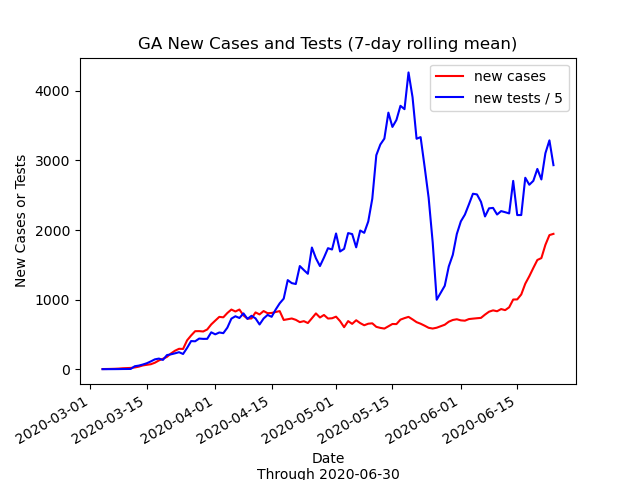 GA New Cases and Tests (7-day rolling mean)
new cases
new tests / 5
New Cases or Tests
4000
3000
2000
1000
0
2020-03-01
2020-03-15
2020-04-01
2020-04-15
2020-05-01
2020-05-15
2020-06-01
2020-06-15
Date
Through 2020-06-30